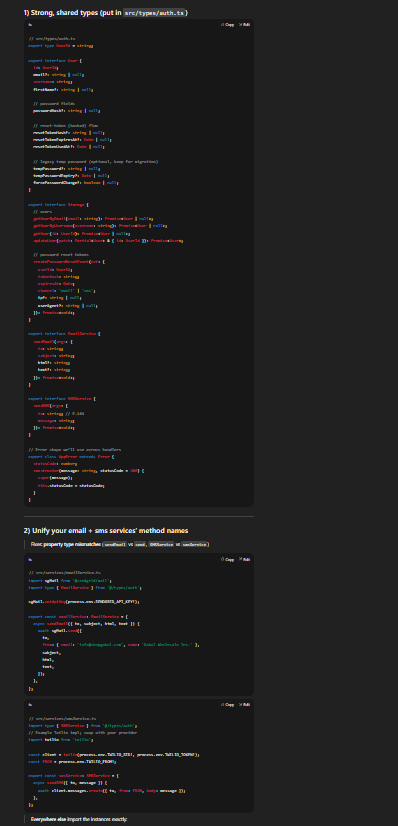 1) Strong, shared types (put in src/types/auth.ts)
ts
Copy Edit
// src/types/auth.ts
export type UserId = string;
export interface User {
id: UserId;
email?: string | null;
username: string;
firstName?: string | null;
// password fields
passwordHash?: string | null;
// reset-token (hashed) flow
resetTokenHash?: string | null;
resetTokenExpiresAt?: Date | null;
resetTokenUsedAt?: Date | null;
// legacy temp password (optional, keep for migration)
tempPassword?: string | null;
tempPasswordExpiry?: Date | null;
forcePasswordChange?: boolean | null;
}
export interface Storage {
// users
getUserByEmail(email: string): Promise<User | null>;
getUserByUsername(username: string): Promise<User | null>;
getUser(id: UserId): Promise<User | null>;
updateUser(patch: Partial<User> & { id: UserId }): Promise<User>;
// password reset tokens
createPasswordResetEvent(evt: {
userId: UserId;
tokenHash: string;
expiresAt: Date;
channel: 'email' | 'sms';
ip?: string | null;
userAgent?: string | null;
}): Promise<void>;
}
export interface EmailService {
sendEmail(args: {
to: string;
subject: string;
html?: string;
text?: string;
}): Promise<void>;
}
export interface SMSService {
sendSMS(args: {
to: string; // E.164
message: string;
}): Promise<void>;
}
// Error shape we'll use across handlers
export class AppError extends Error {
statusCode: number;
constructor(message: string, statusCode = 400) {
super(message);
this.statusCode = statusCode;
}
}
2) Unify your email + sms services' method names
Fixes: property type mismatches (sendEmail vs send, SMSService vs smsService)
ts
Copy Edit
// src/services/emailService.ts
import sgMail from '@sendgrid/mail';
import type { EmailService } from '@/types/auth';
sgMail.setApiKey(process.env.SENDGRID_API_KEY!);
export const emailService: EmailService = {
async sendEmail({ to, subject, html, text }) {
await sgMail.send({
to,
subject,
html,
text,
});
},
};
ts
Copy Edit
// src/services/smsService.ts
import type { SMSService } from '@/types/auth';
// Example Twilio impl; swap with your provider
import twilio from 'twilio';
const client = twilio(process.env.TWILIO_SID!, process.env.TWILIO_TOKEN!);
const FROM = process.env.TWILIO_FROM!;
export const smsService: SMSService = {
async sendSMS({ to, message }) {
await client.messages.create({ to, from: FROM, body: message });
},
};
Everywhere else import the instances exactly: